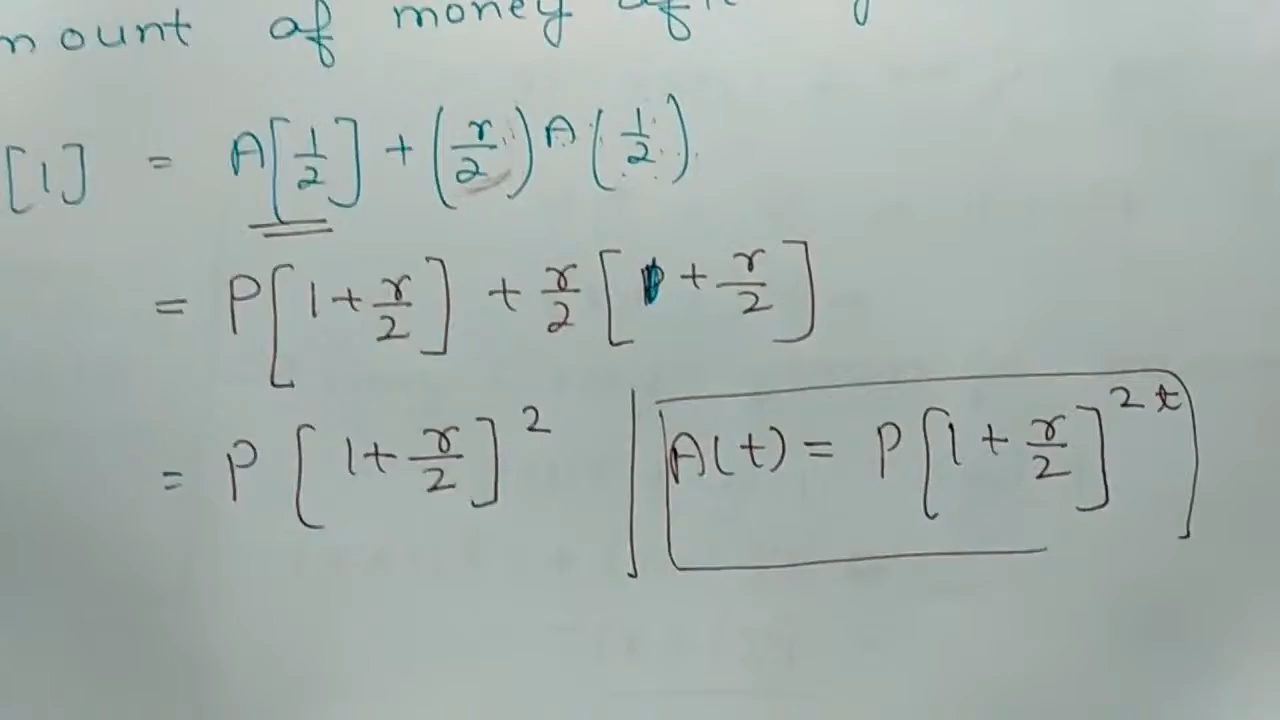 mount of money
[1] = A[1/2] + (r/2) A (1/2)
= P[1 + r/2] + r/2 [ + r/2]
= P [1 + r/2]^2
A(t) = P[1 + r/2]^2t